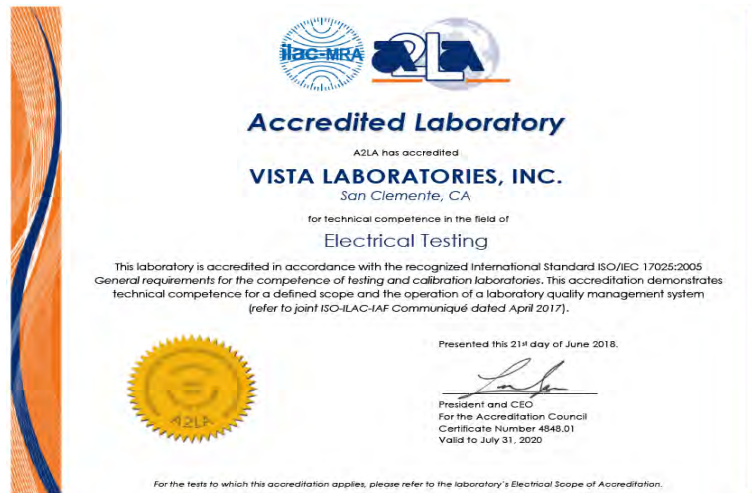 ilac-MRA
A2LA
Accredited Laboratory
A2LA has accredited
VISTA LABORATORIES, INC.
San Clemente, CA
for technical competence in the field of
Electrical Testing
This laboratory is accredited in accordance with the recognized International Standard ISO/IEC 17025:2005
General requirements for the competence of testing and calibration laboratories. This accreditation demonstrates
technical competence for a defined scope and the operation of a laboratory quality management system
(refer to joint ISO-ILAC-IAF Communiqué dated April 2017).
Presented this 21st day of June 2018.
President and CEO
For the Accreditation Council
Certificate Number 4848.01
Valid to July 31, 2020
A2LA
For the tests to which this accreditation applies, please refer to the laboratory's Electrical Scope of Accreditation.